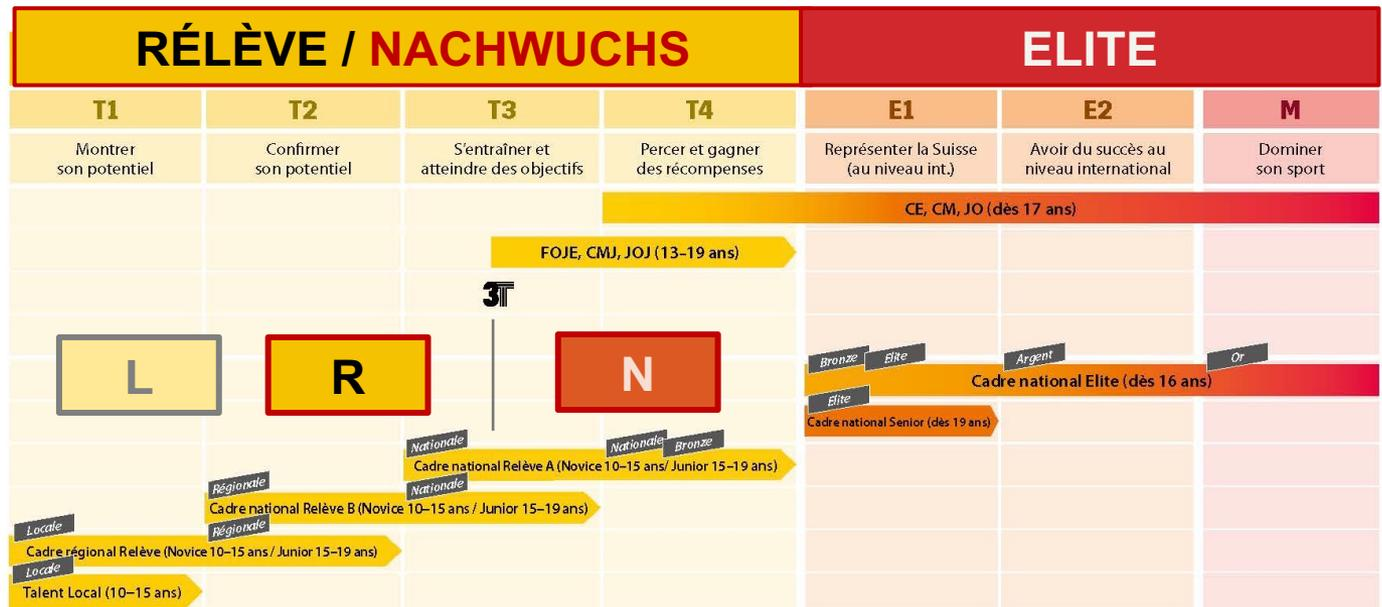 RÉLÈVE / NACHWUCHS
ELITE
T1
T2
T3
T4
E1
E2
M
Montrer
son potentiel
Confirmer
son potentiel
S'entraîner et
atteindre des objectifs
Percer et gagner
des récompenses
Représenter la Suisse
(au niveau int.)
Avoir du succès au
niveau international
Dominer
son sport
CE, CM, JO (dès 17 ans)
FOJE, CMJ, JOJ (13–19 ans)
3T
L
R
N
Bronze
Elite
Argent
Or
Cadre national Elite (dès 16 ans)
Elite
Cadre national Senior (dès 19 ans)
Nationale
Nationale
Bronze
Cadre national Relève A (Novice 10–15 ans/ Junior 15–19 ans)
Régionale
Nationale
Cadre national Relève B (Novice 10–15 ans / Junior 15–19 ans)
Locale
Régionale
Cadre régional Relève (Novice 10–15 ans / Junior 15–19 ans)
Locale
Talent Local (10–15 ans)